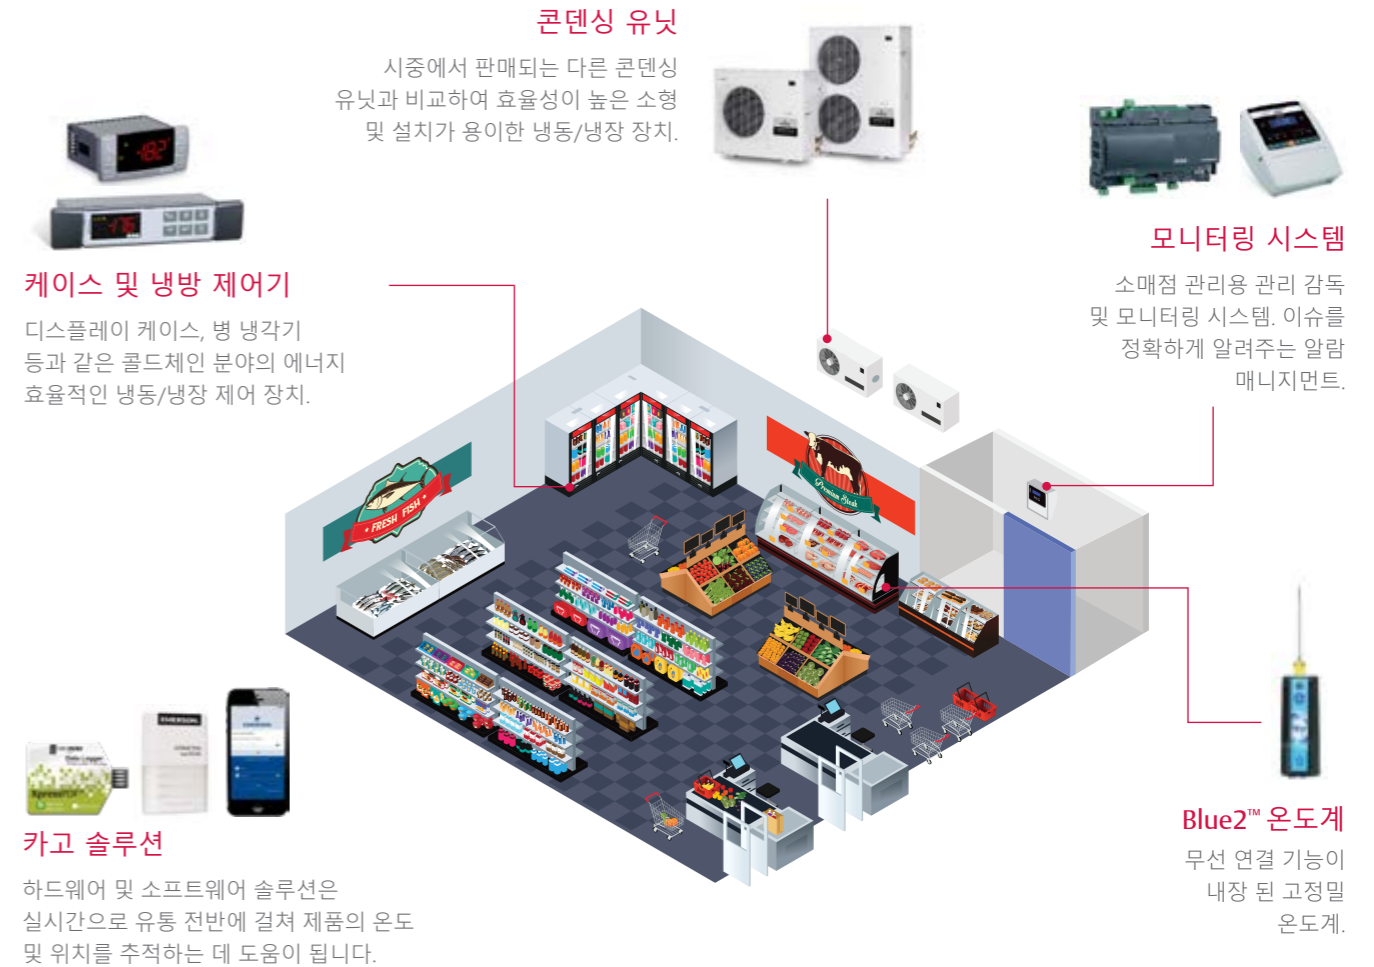 콘덴싱 유닛
시중에서 판매되는 다른 콘덴싱
유닛과 비교하여 효율성이 높은 소형
및 설치가 용이한 냉동/냉장 장치.
모니터링 시스템
소매점 관리용 관리 감독
및 모니터링 시스템. 이슈를
정확하게 알려주는 알람
매니지먼트.
케이스 및 냉방 제어기
디스플레이 케이스, 병 냉각기
등과 같은 콜드체인 분야의 에너지
효율적인 냉동/냉장 제어 장치.
FRESH FISH
Premium Steak
EMERSON
Data Logger
XpressPDF
카고 솔루션
하드웨어 및 소프트웨어 솔루션은
실시간으로 유통 전반에 걸쳐 제품의 온도
및 위치를 추적하는 데 도움이 됩니다.
Blue2™ 온도계
무선 연결 기능이
내장 된 고정밀
온도계.